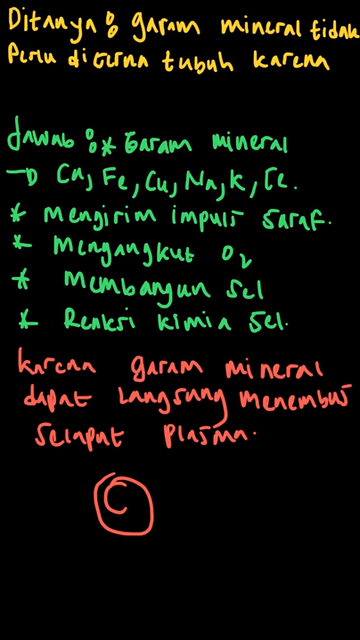 Ditanya : garam mineral tidak
Perlu dicerna tubuh karena
Jawab : * Garam mineral
→ Ca, Fe, Cu, Na, K, Ce.
* Mengirim impuls saraf.
* Mengangkut O2
* Membangun sel
* Reaksi kimia sel.
karena garam mineral
dapat langsung menembus
selaput plasma.
C